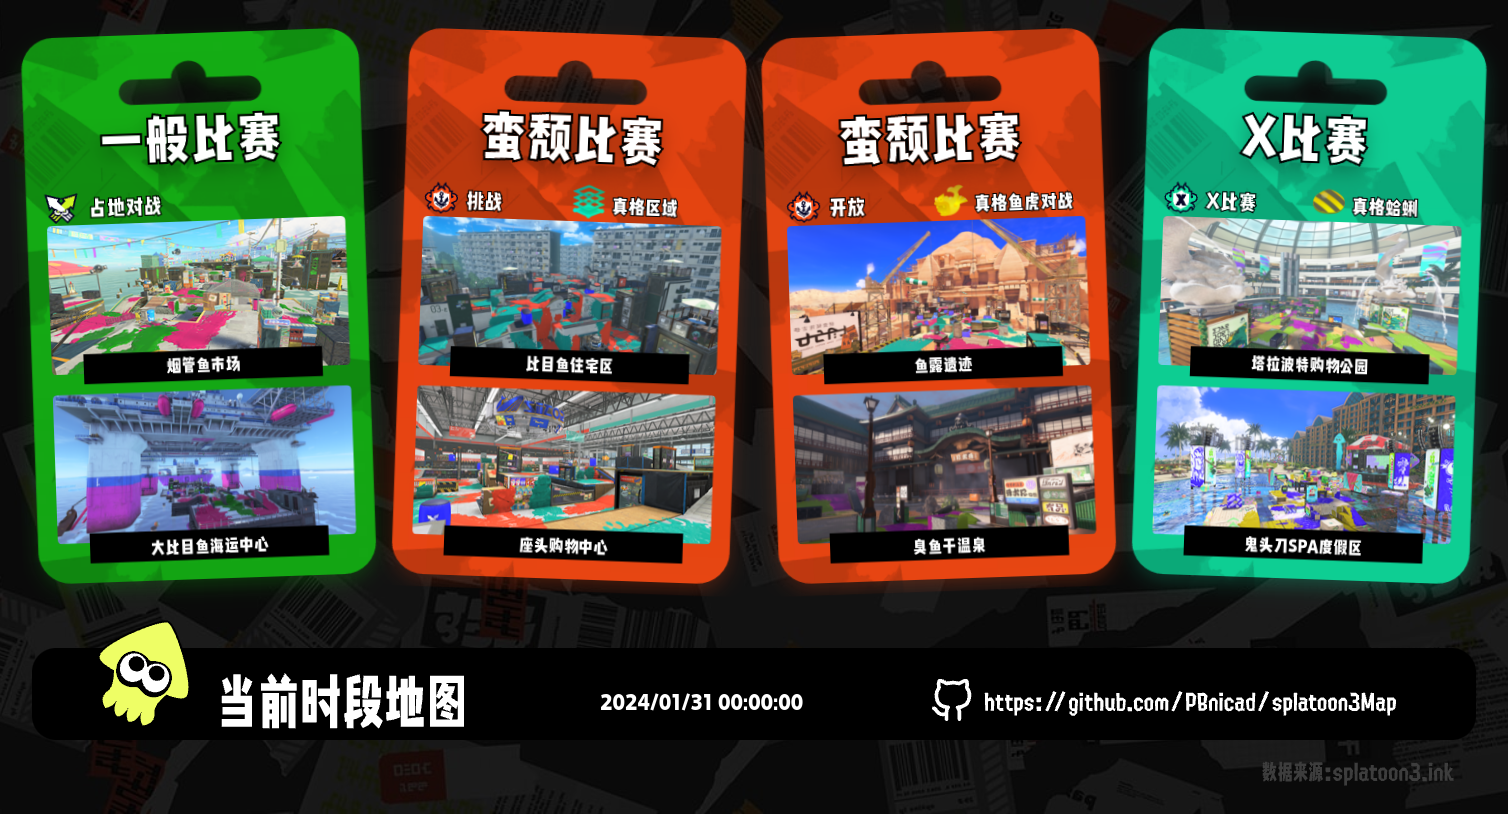 一般比赛
占地对战
烟管鱼市场
大比目鱼海运中心
蛮颓比赛
挑战
真格区域
比目鱼住宅区
座头购物中心
蛮颓比赛
开放
真格鱼虎对战
鱼露遗迹
臭鱼干温泉
X比赛
X比赛
真格蛤蜊
塔拉波特购物公园
鬼头刀SPA度假区
当前时段地图
2024/01/31 00:00:00
https://github.com/PBnicad/splatoon3Map
数据来源:splatoon3.ink